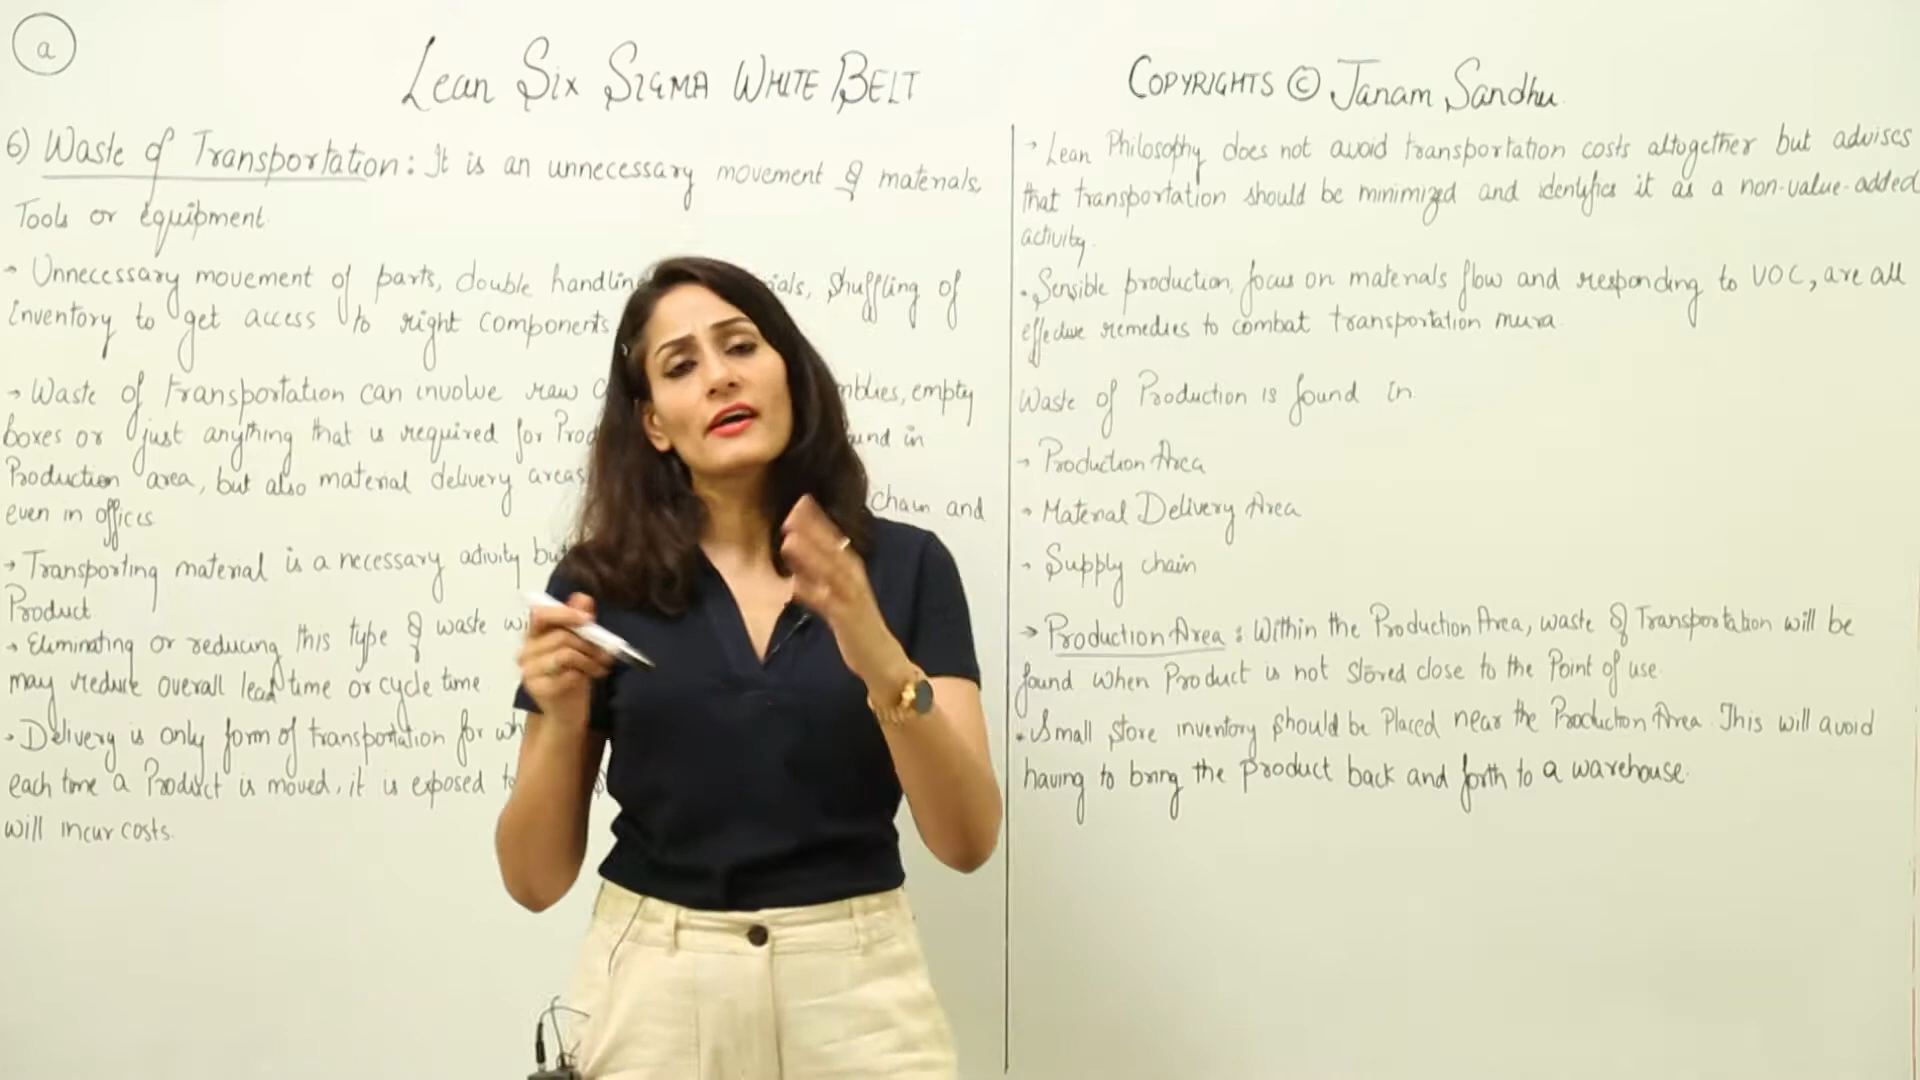 a
Lean Six SIGMA WHITE BELT
COPYRIGHTS © Janam Sandhu
6) Waste of Transportation: It is an unnecessary movement of materials,
Tools or equipment.
→ Unnecessary movement of parts, double handling shuffling of
Inventory to get access to right components
→ Waste of transportation can involve raw empty
boxes or just anything that is required for in
Production area, but also material delivery areas chain and
even in offices
→ Transporting material is a necessary activity but
Product
→ Eliminating or reducing this type of waste
may reduce overall lead time or cycle time.
• Delivery is only form of transportation for
each time a Product is moved, it is exposed to
will incur costs.
• Lean Philosophy does not avoid transportation costs altogether but advises
that transportation should be minimized and identifies it as a non-value-added
activity.
• Sensible production, focus on materials flow and responding to VOC, are all
effective remedies to combat transportation mura.
Waste of Production is found in
→ Production Area
→ Material Delivery Area
• Supply chain
→ Production Area: Within the Production Area, waste of Transportation will be
found when Product is not stored close to the Point of use.
• Small store inventory should be Placed near the Production Area. This will avoid
having to bring the product back and forth to a warehouse.